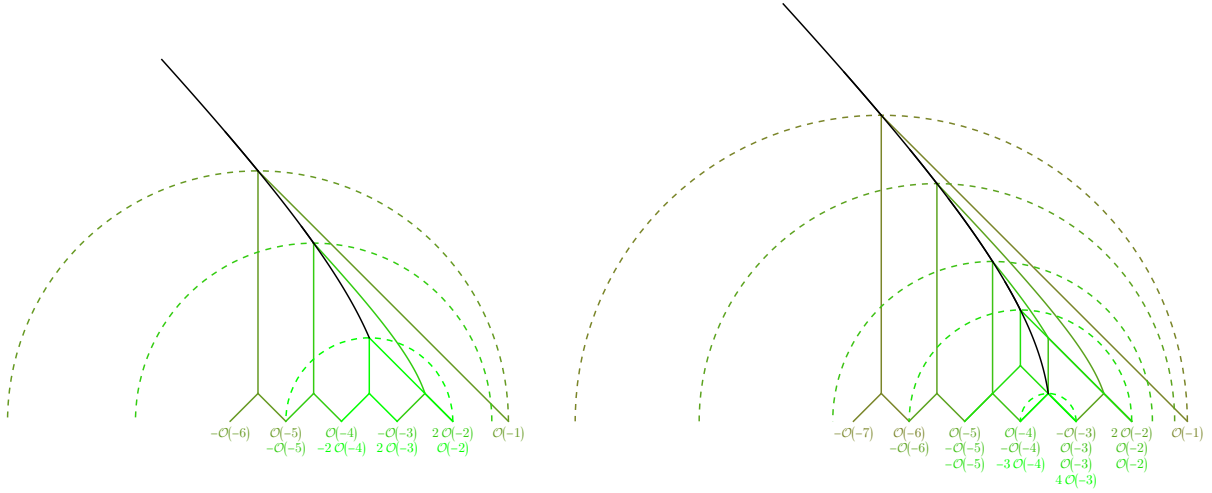 −𝒪(−6) 𝒪(−5) 𝒪(−4) −𝒪(−3) 2 𝒪(−2) 𝒪(−1)
−𝒪(−5) −2 𝒪(−4) 2 𝒪(−3) 𝒪(−2)
−𝒪(−7) 𝒪(−6) 𝒪(−5) 𝒪(−4) −𝒪(−3) 2 𝒪(−2) 𝒪(−1)
−𝒪(−6) −𝒪(−5) −𝒪(−4) 𝒪(−3) 𝒪(−2)
−𝒪(−5) −3 𝒪(−4) 𝒪(−3) 𝒪(−2)
4 𝒪(−3)